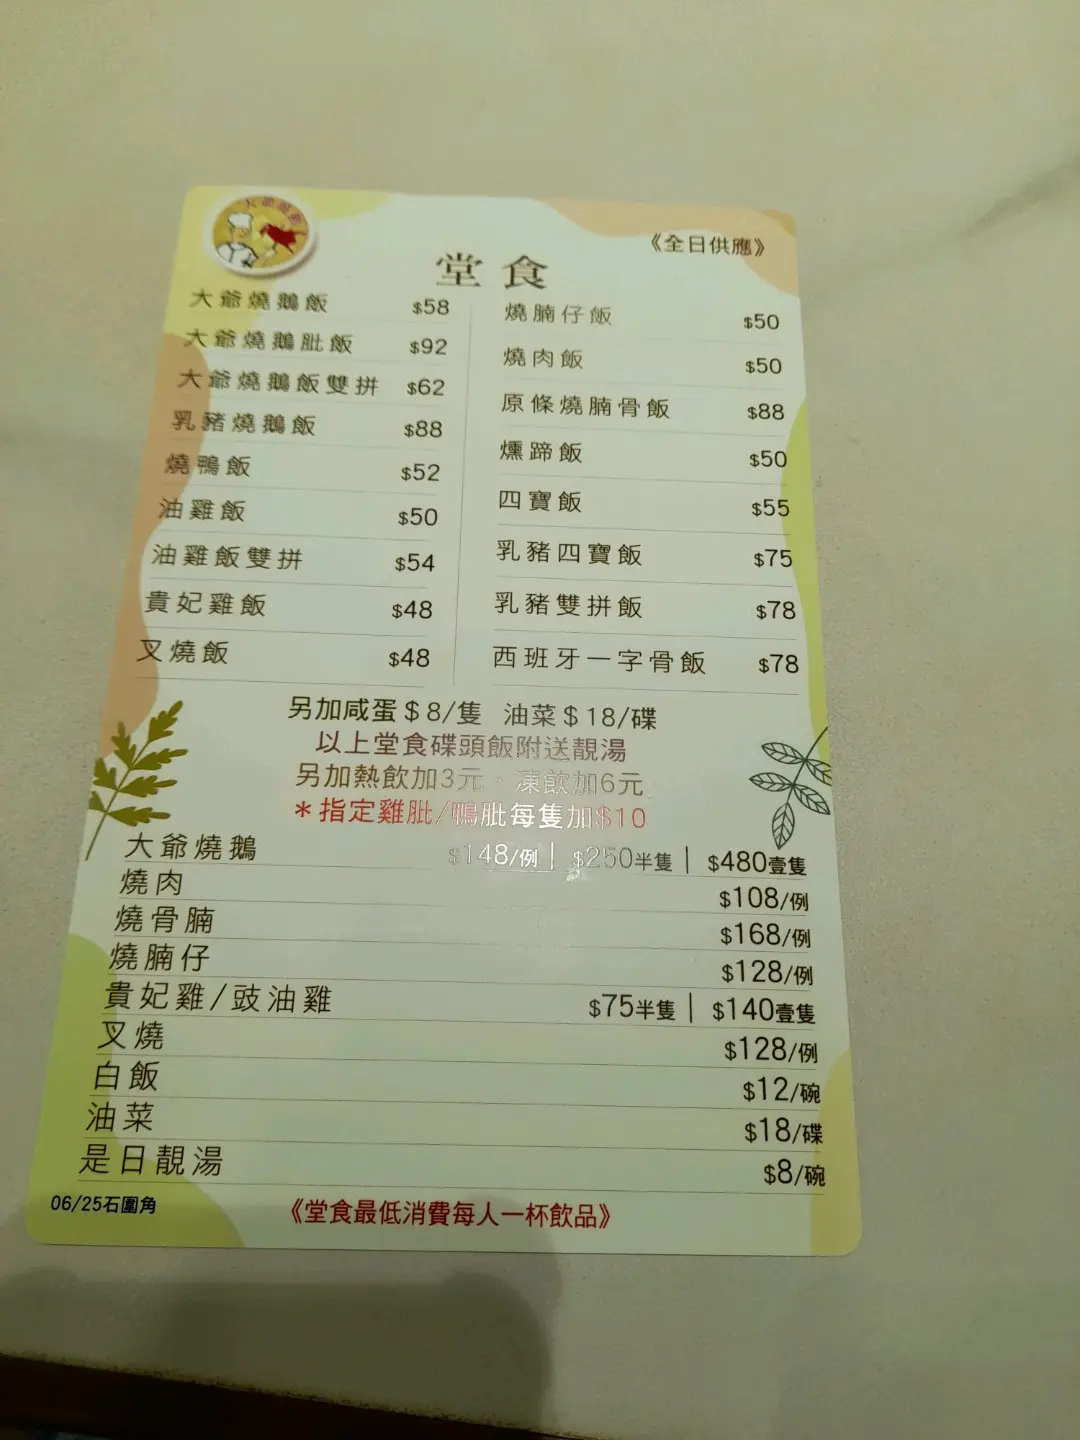 《全日供應》
堂食
大爺燒鵝飯 $58
大爺燒鵝髀飯 $92
大爺燒鵝飯雙拼 $62
乳豬燒鵝飯 $88
燒鴨飯 $52
油雞飯 $50
油雞飯雙拼 $54
貴妃雞飯 $48
叉燒飯 $48
燒腩仔飯 $50
燒肉飯 $50
原條燒腩骨飯 $88
燻蹄飯 $50
四寶飯 $55
乳豬四寶飯 $75
乳豬雙拼飯 $78
西班牙一字骨飯 $78
另加咸蛋$8/隻 油菜$18/碟
以上堂食碟頭飯附送靚湯
另加熱飲加3元、凍飲加6元
*指定雞肶/鴨肶每隻加$10
大爺燒鵝 $148/例 | $250半隻 | $480壹隻
燒肉 $108/例
燒骨腩 $168/例
燒腩仔 $128/例
貴妃雞/豉油雞 $75半隻 | $140壹隻
叉燒 $128/例
白飯 $12/碗
油菜 $18/碟
是日靚湯 $8/碗
06/25石圍角
《堂食最低消費每人一杯飲品》